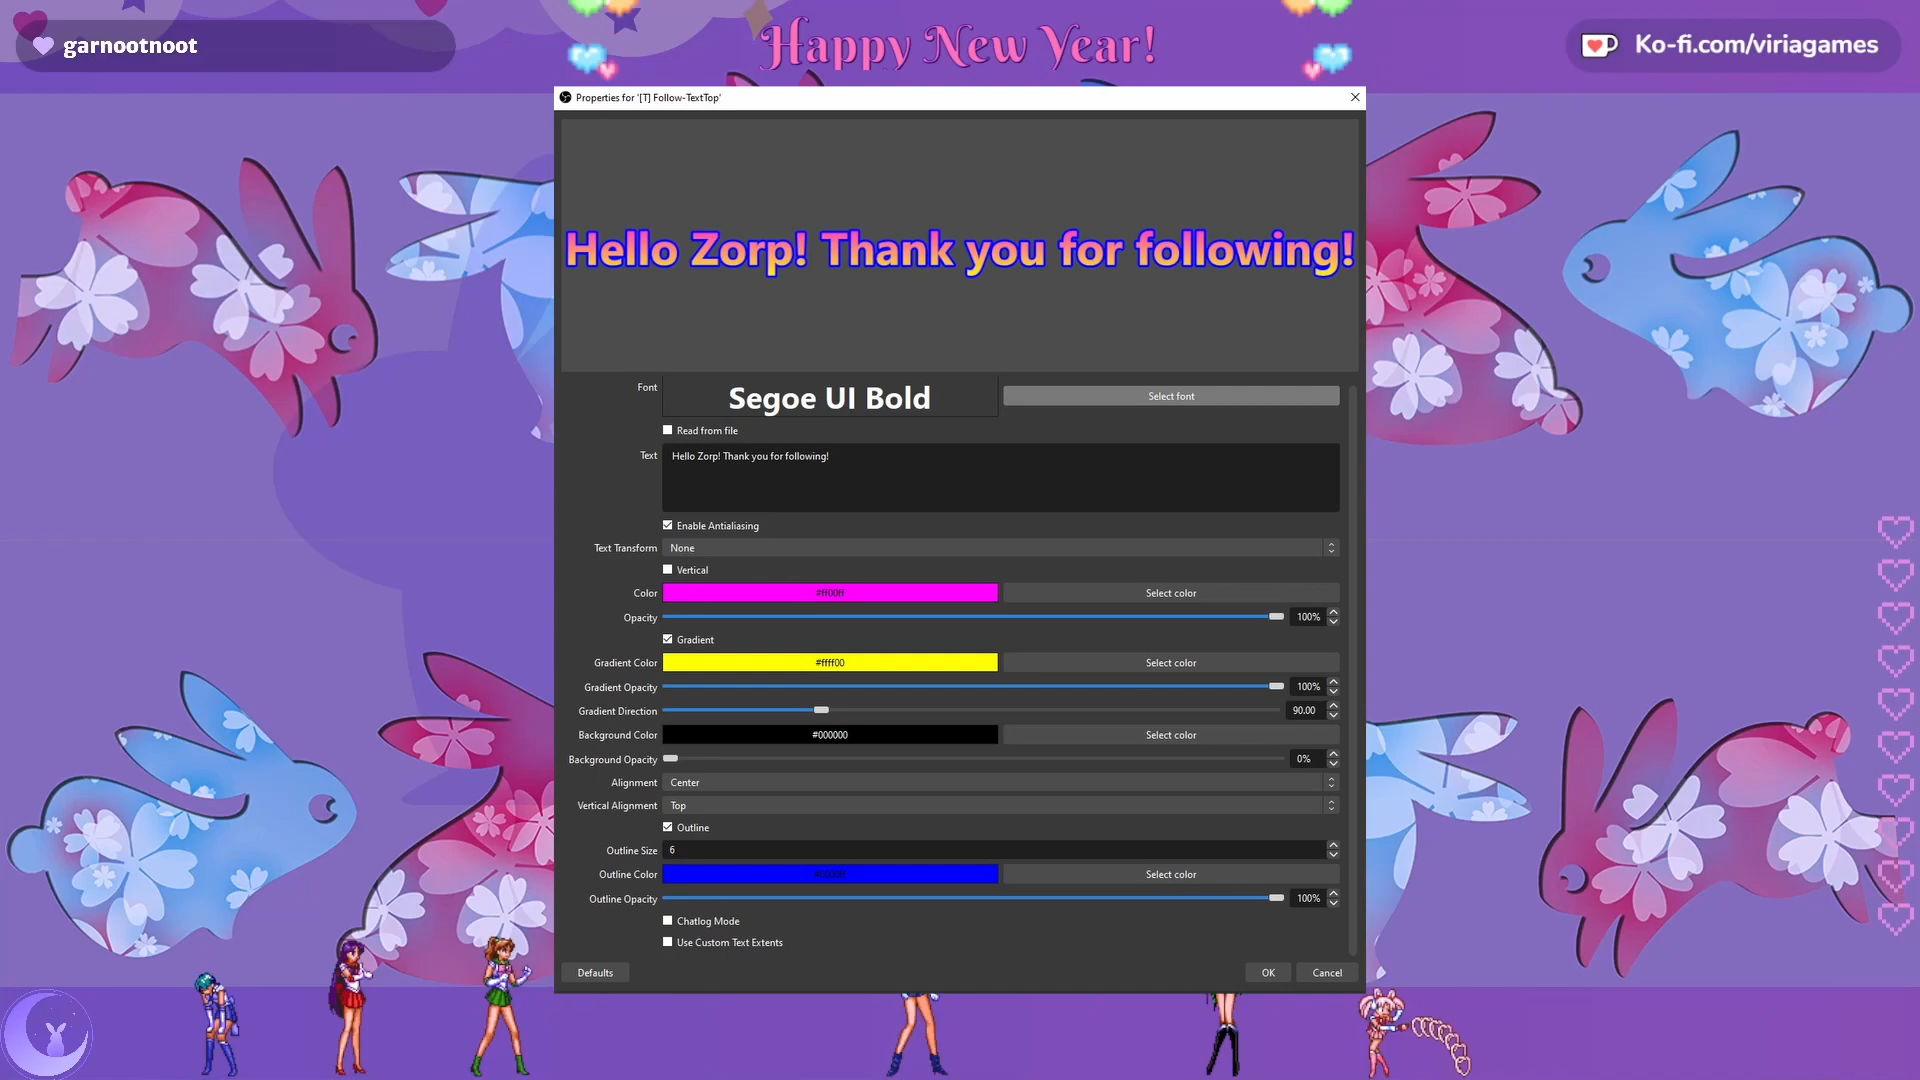 garnootnoot
Happy New Year!
Ko-fi.com/viriagames
Properties for '[T] Follow-TextTop'
Hello Zorp! Thank you for following!
Font
Segoe UI Bold
Select font
Read from file
Text
Hello Zorp! Thank you for following!
Enable Antialiasing
Text Transform
None
Vertical
Color
#ff00ff
Select color
Opacity
100%
Gradient
Gradient Color
#ffff00
Select color
Gradient Opacity
100%
Gradient Direction
90.00
Background Color
#000000
Select color
Background Opacity
0%
Alignment
Center
Vertical Alignment
Top
Outline
Outline Size
6
Outline Color
#0000ff
Select color
Outline Opacity
100%
Chatlog Mode
Use Custom Text Extents
Defaults
OK
Cancel